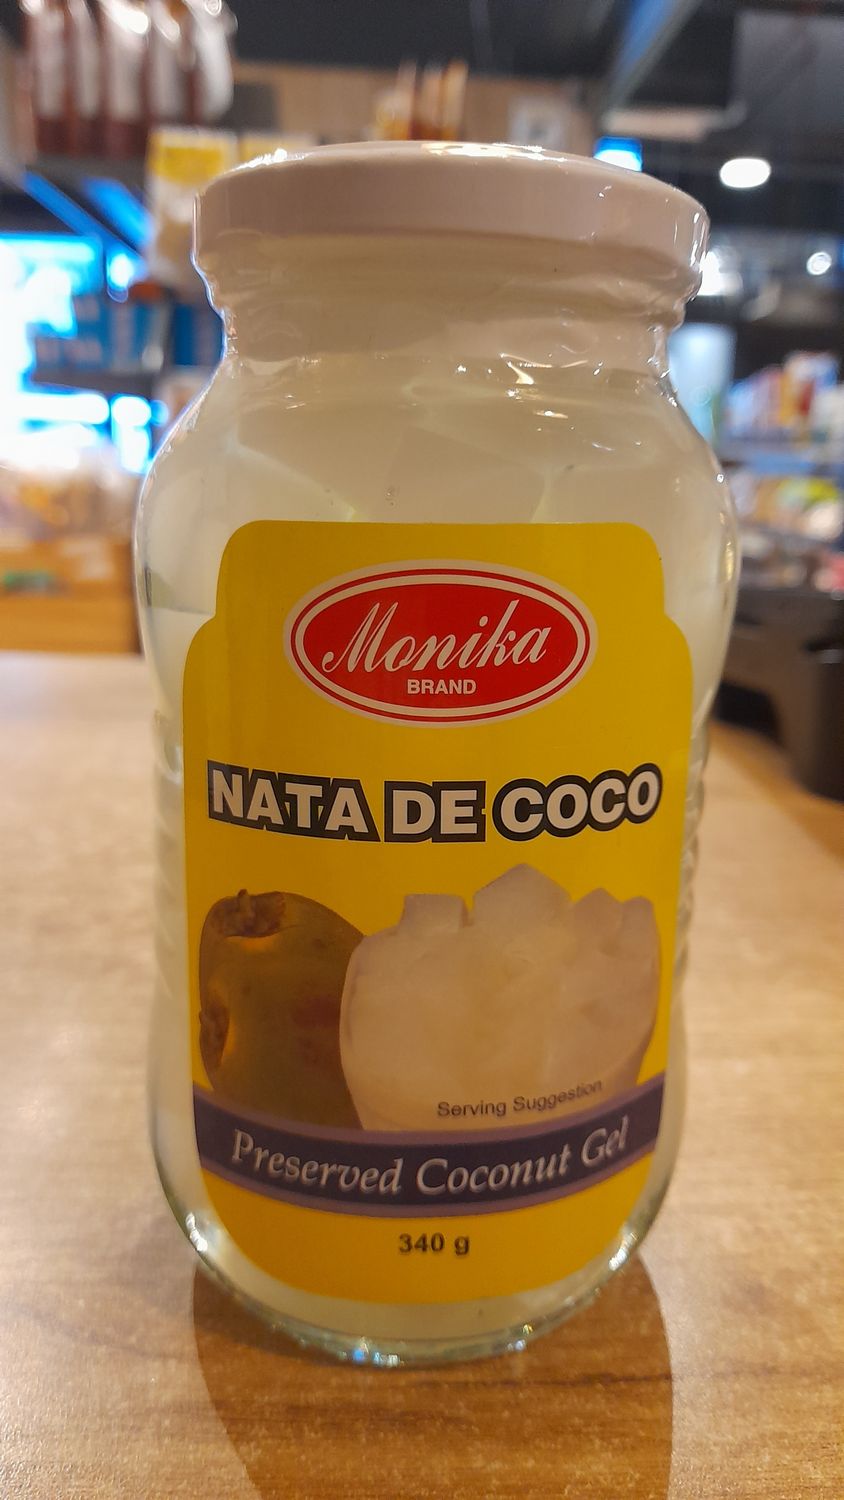 Monika
BRAND
NATA DE COCO
Serving Suggestion
Preserved Coconut Gel
340 g